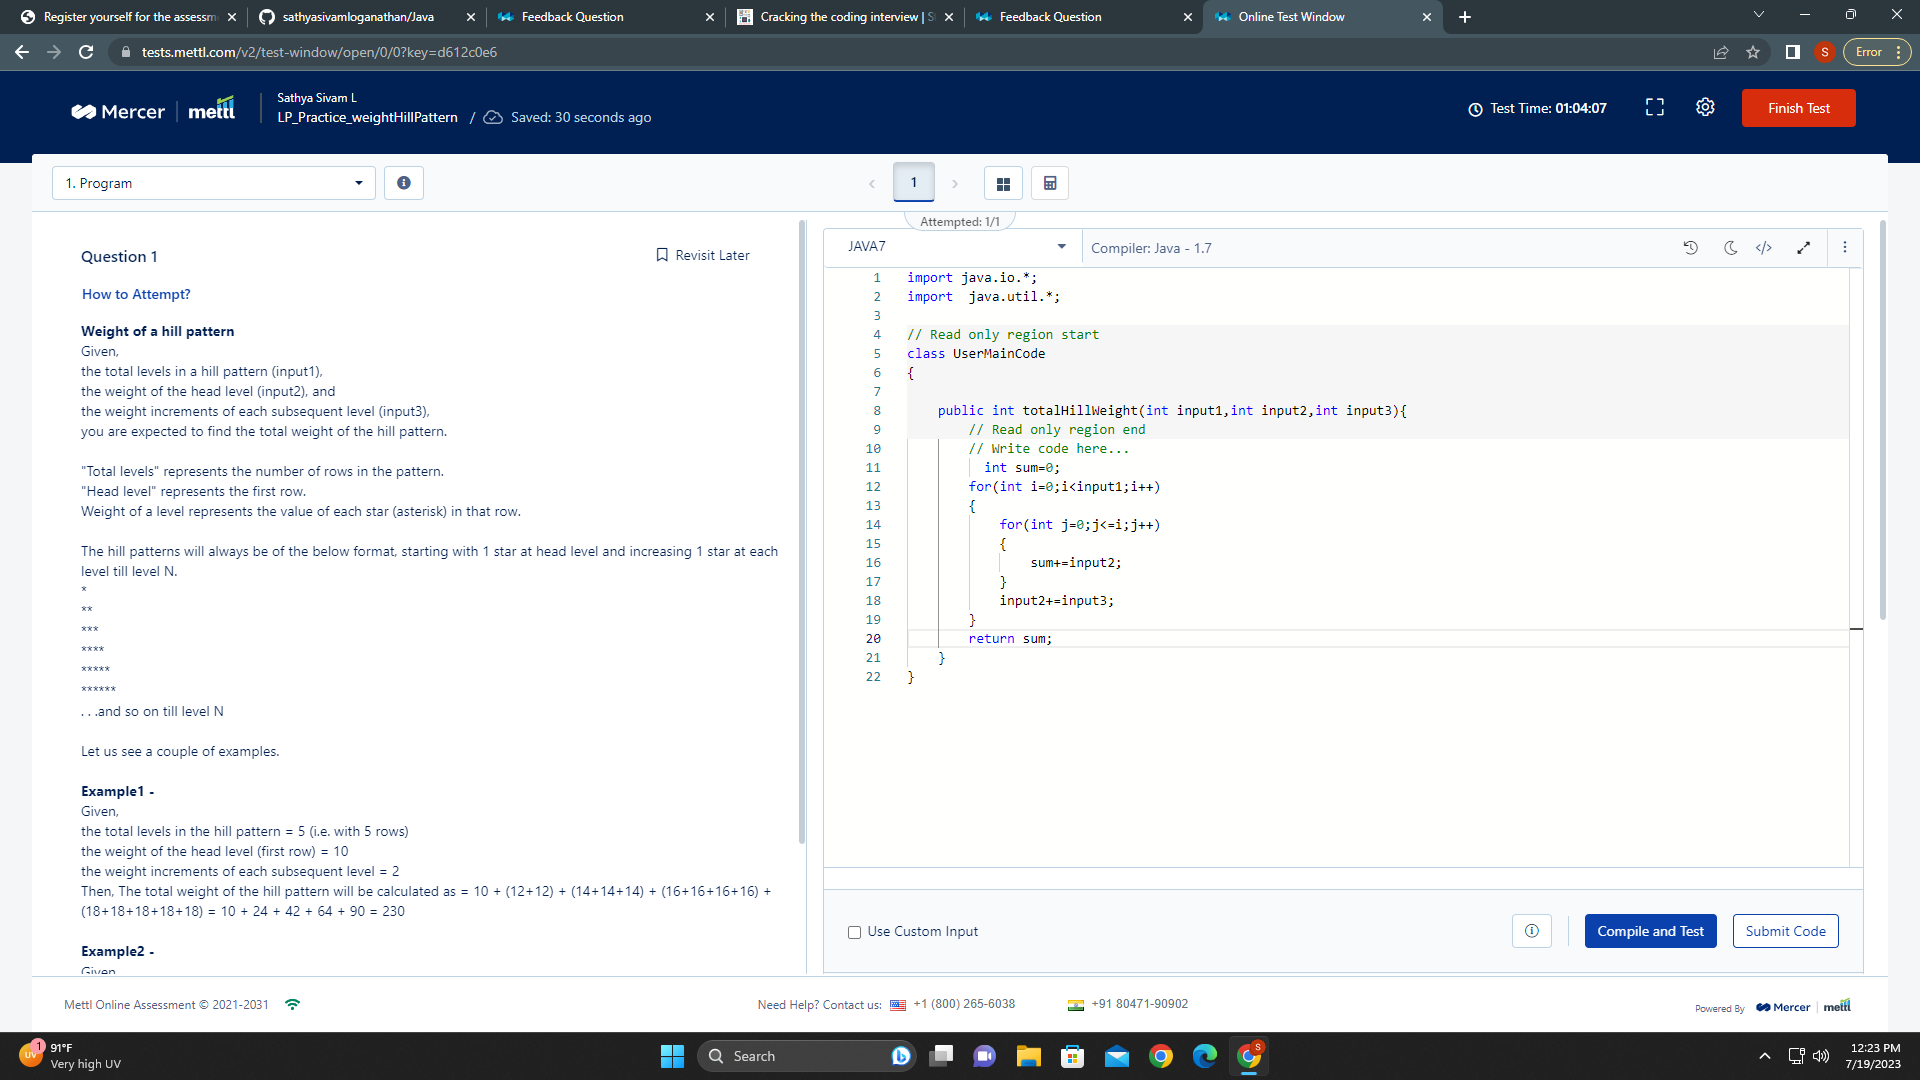 Register yourself for the assessm
sathyasivamloganathan/Java
Feedback Question
Cracking the coding interview | S
Feedback Question
Online Test Window
tests.mettl.com/v2/test-window/open/0/0?key=d612c0e6
S
Error
Mercer | mettl
Sathya Sivam L
LP_Practice_weightHillPattern / Saved: 30 seconds ago
Test Time: 01:04:07
Finish Test
1. Program
1
Attempted: 1/1
Question 1
Revisit Later
How to Attempt?
Weight of a hill pattern
Given,
the total levels in a hill pattern (input1),
the weight of the head level (input2), and
the weight increments of each subsequent level (input3),
you are expected to find the total weight of the hill pattern.
"Total levels" represents the number of rows in the pattern.
"Head level" represents the first row.
Weight of a level represents the value of each star (asterisk) in that row.
The hill patterns will always be of the below format, starting with 1 star at head level and increasing 1 star at each
level till level N.
*
**
***
****
*****
******
. . .and so on till level N
Let us see a couple of examples.
Example1 -
Given,
the total levels in the hill pattern = 5 (i.e. with 5 rows)
the weight of the head level (first row) = 10
the weight increments of each subsequent level = 2
Then, The total weight of the hill pattern will be calculated as = 10 + (12+12) + (14+14+14) + (16+16+16+16) +
(18+18+18+18+18) = 10 + 24 + 42 + 64 + 90 = 230
Example2 -
Given
JAVA7
Compiler: Java - 1.7
1 import java.io.*;
2 import  java.util.*;
3
4 // Read only region start
5 class UserMainCode
6 {
7
8     public int totalHillWeight(int input1,int input2,int input3){
9         // Read only region end
10         // Write code here...
11           int sum=0;
12         for(int i=0;i<input1;i++)
13         {
14             for(int j=0;j<=i;j++)
15             {
16                 sum+=input2;
17             }
18             input2+=input3;
19         }
20         return sum;
21     }
22 }
Use Custom Input
Compile and Test
Submit Code
Mettl Online Assessment © 2021-2031
Need Help? Contact us: +1 (800) 265-6038
+91 80471-90902
Powered By Mercer | mettl
UV
1
91°F
Very high UV
Search
S
12:23 PM
7/19/2023